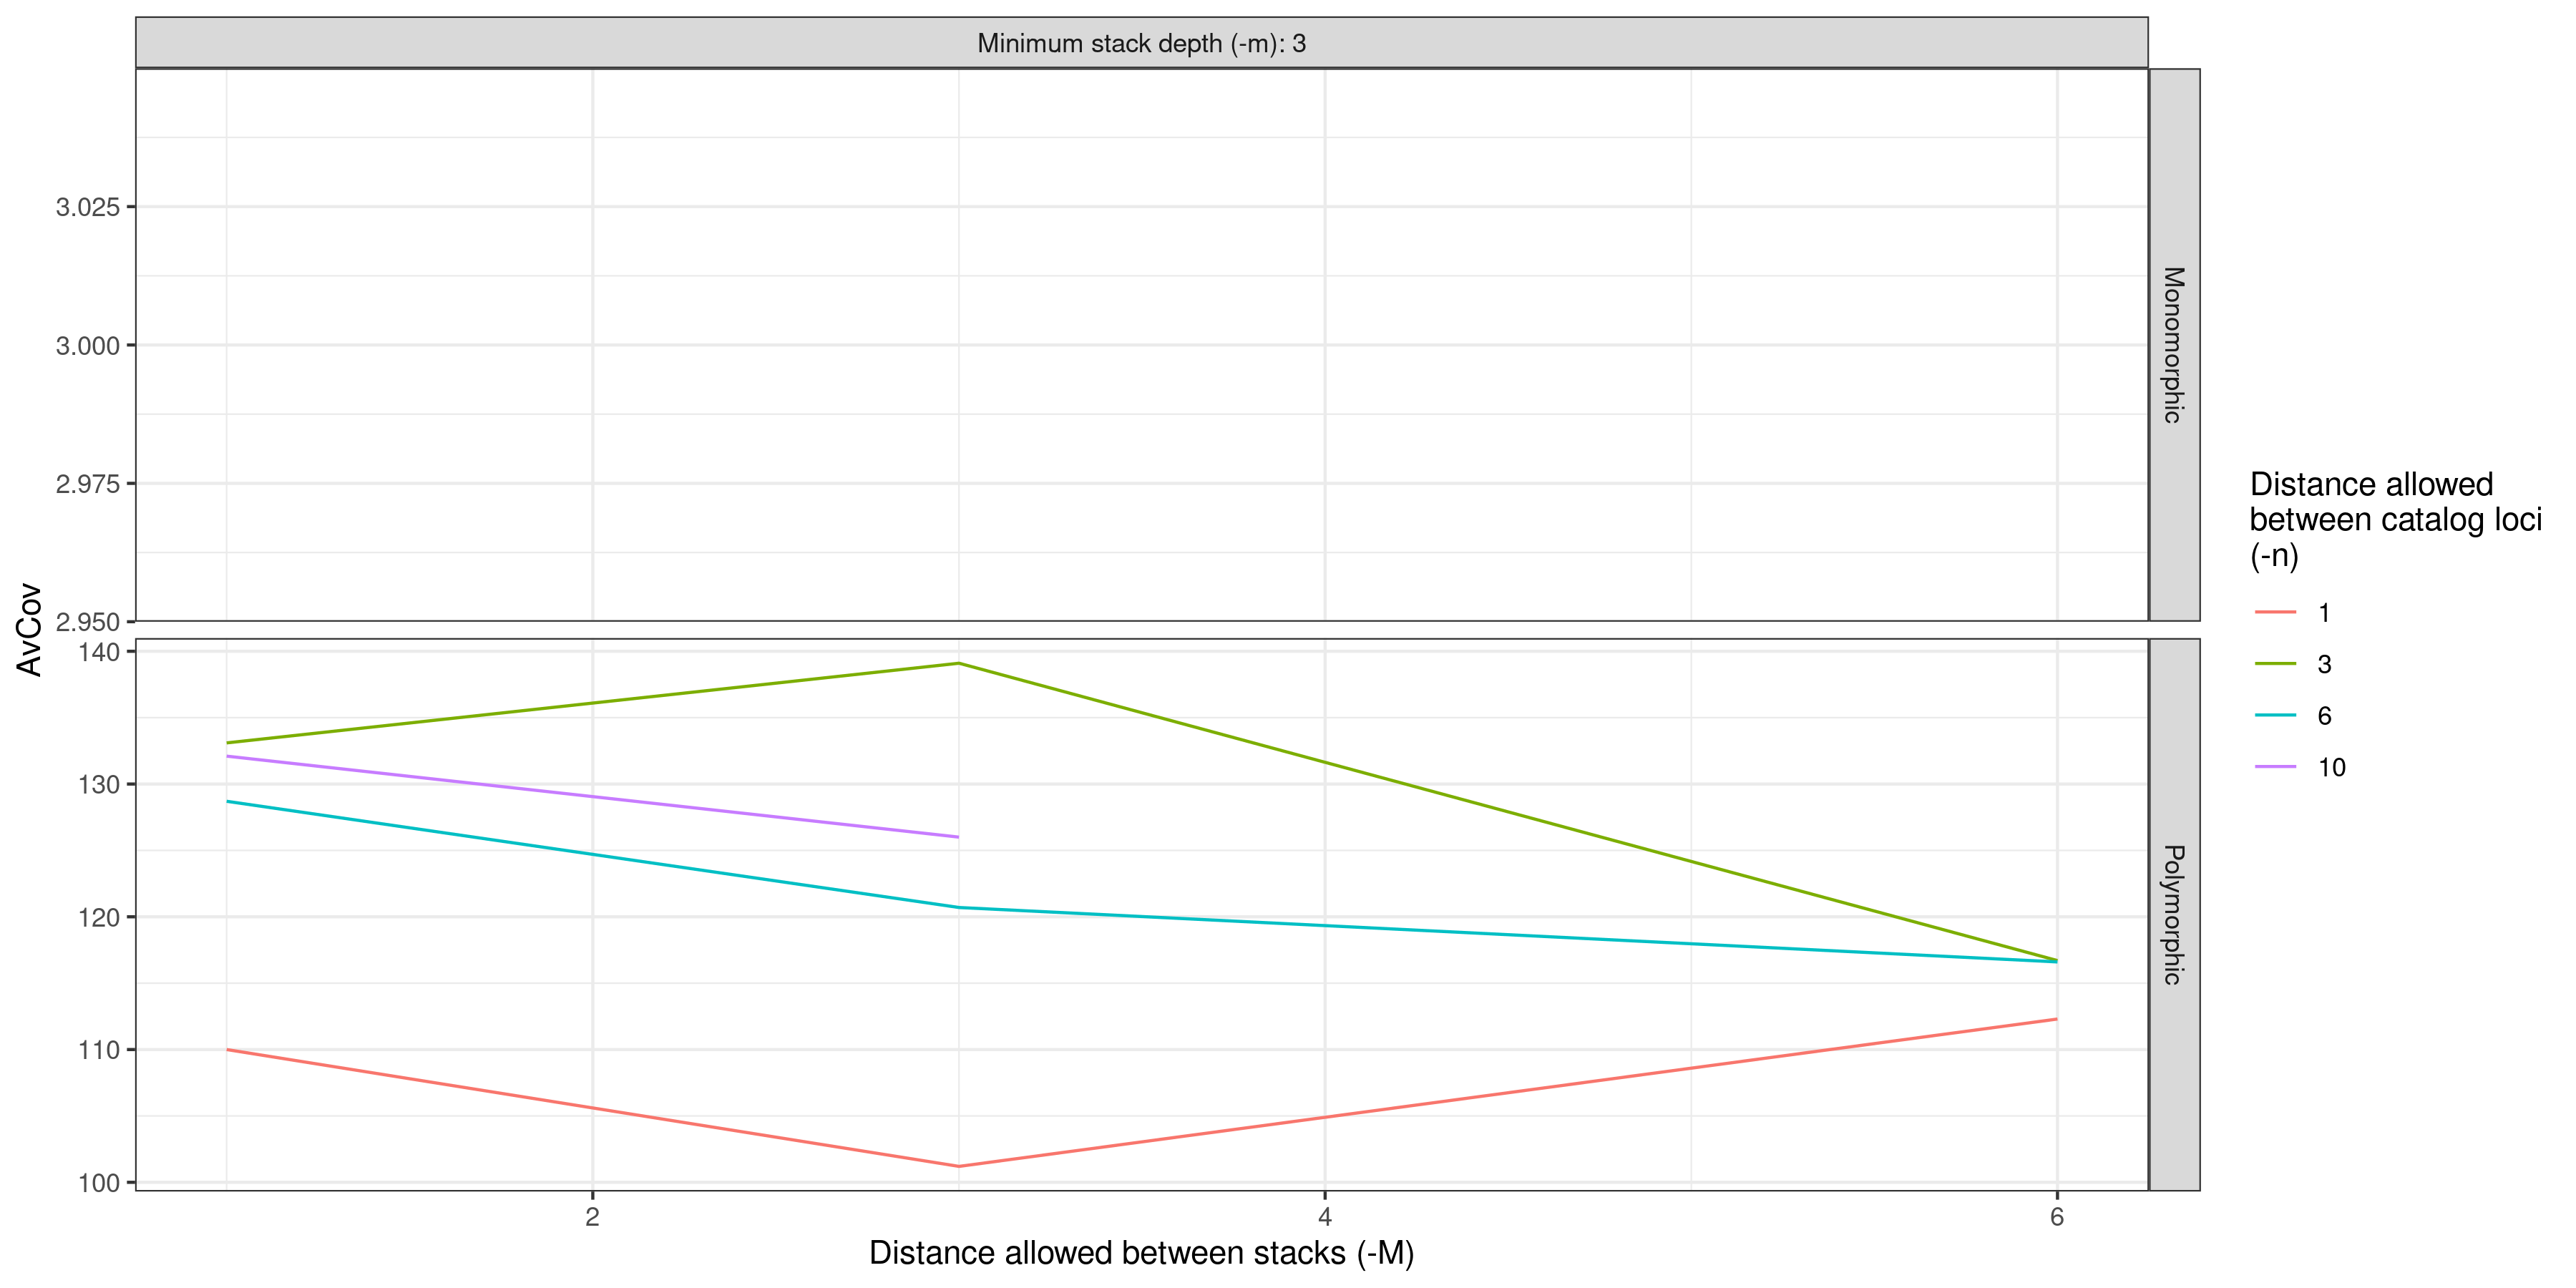 Minimum stack depth (-m): 3
3.025
3.000
2.975
2.950
Monomorphic
AvCov
140
130
120
110
100
Polymorphic
2
4
6
Distance allowed between stacks (-M)
Distance allowed
between catalog loci
(-n)
1
3
6
10